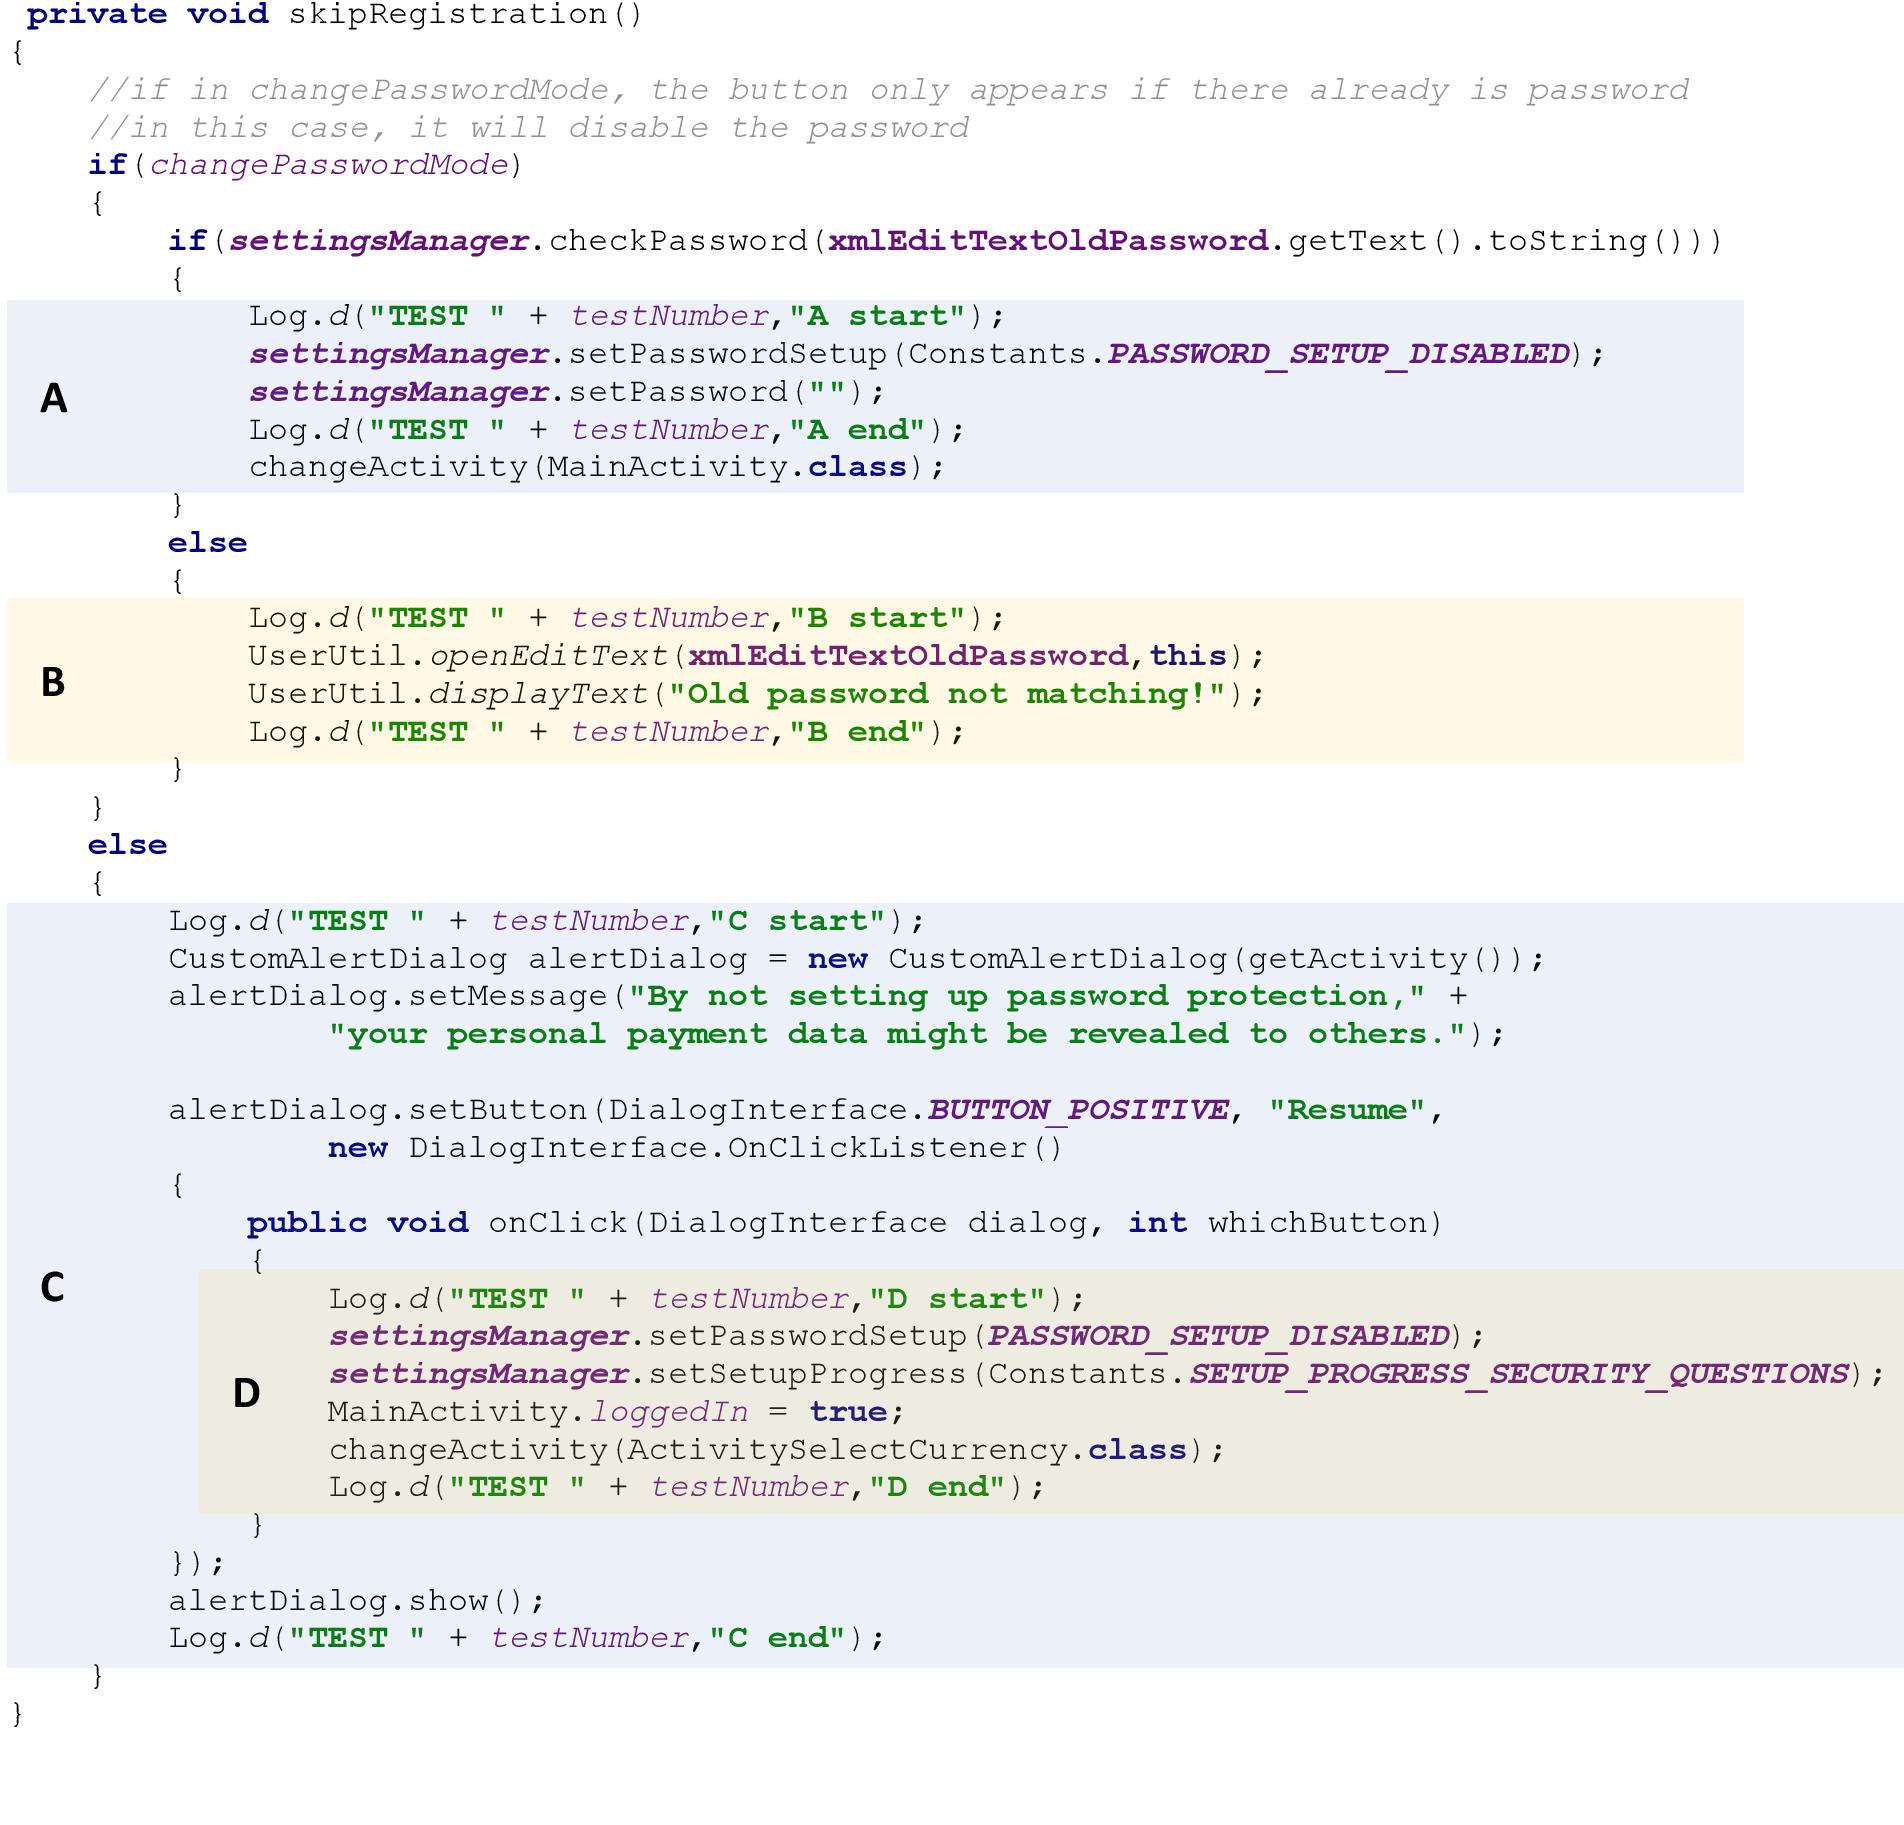 private void skipRegistration()
{
    //if in changePasswordMode, the button only appears if there already is password
    //in this case, it will disable the password
    if(changePasswordMode)
    {
        if(settingsManager.checkPassword(xmlEditTextOldPassword.getText().toString()))
        {
            Log.d("TEST " + testNumber,"A start");
            settingsManager.setPasswordSetup(Constants.PASSWORD_SETUP_DISABLED);
A
            settingsManager.setPassword("");
            Log.d("TEST " + testNumber,"A end");
            changeActivity(MainActivity.class);
        }
        else
        {
            Log.d("TEST " + testNumber,"B start");
            UserUtil.openEditText(xmlEditTextOldPassword,this);
B
            UserUtil.displayText("Old password not matching!");
            Log.d("TEST " + testNumber,"B end");
        }
    }
    else
    {
        Log.d("TEST " + testNumber,"C start");
        CustomAlertDialog alertDialog = new CustomAlertDialog(getActivity());
        alertDialog.setMessage("By not setting up password protection," +
                "your personal payment data might be revealed to others.");
        alertDialog.setButton(DialogInterface.BUTTON_POSITIVE, "Resume",
                new DialogInterface.OnClickListener()
        {
            public void onClick(DialogInterface dialog, int whichButton)
            {
C
                Log.d("TEST " + testNumber,"D start");
                settingsManager.setPasswordSetup(PASSWORD_SETUP_DISABLED);
                settingsManager.setSetupProgress(Constants.SETUP_PROGRESS_SECURITY_QUESTIONS);
D
                MainActivity.loggedIn = true;
                changeActivity(ActivitySelectCurrency.class);
                Log.d("TEST " + testNumber,"D end");
            }
        });
        alertDialog.show();
        Log.d("TEST " + testNumber,"C end");
    }
}